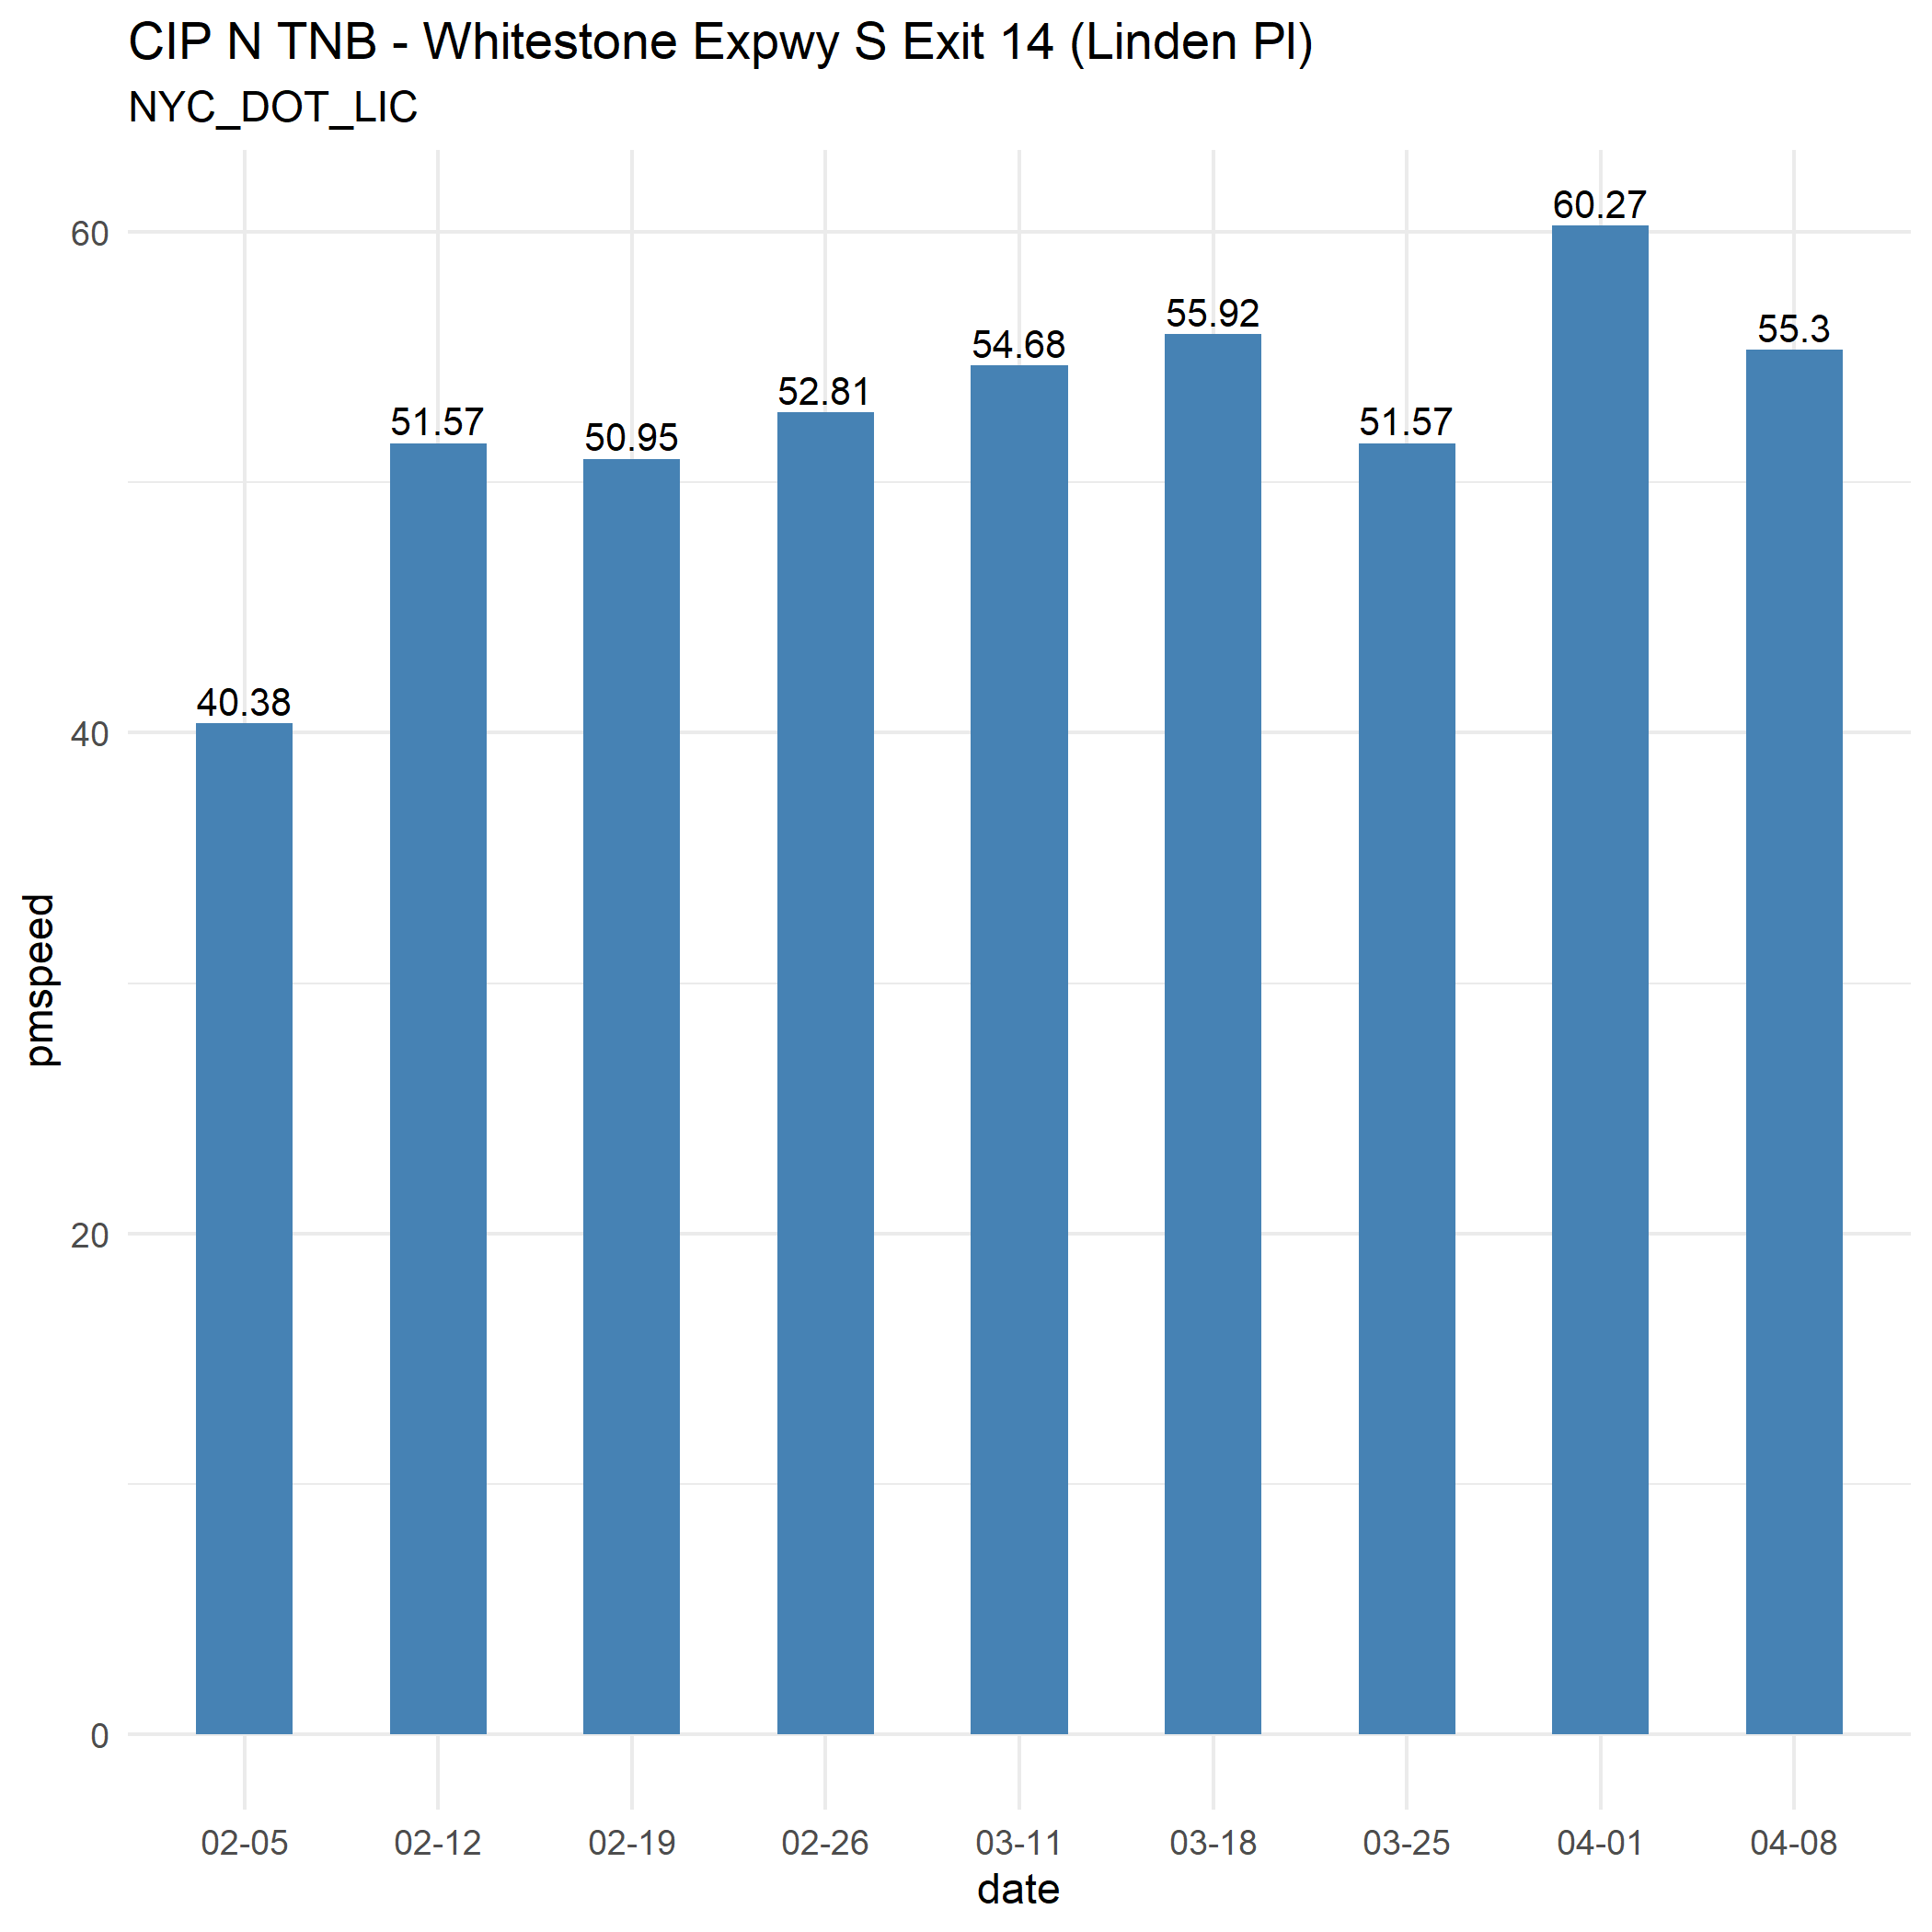 CIP N TNB - Whitestone Expwy S Exit 14 (Linden Pl)
NYC_DOT_LIC
60.27
60
55.92
55.3
54.68
52.81
51.57
50.95
51.57
40.38
40
pmspeed
20
0
02-05 02-12 02-19 02-26 03-11 03-18 03-25 04-01 04-08
date